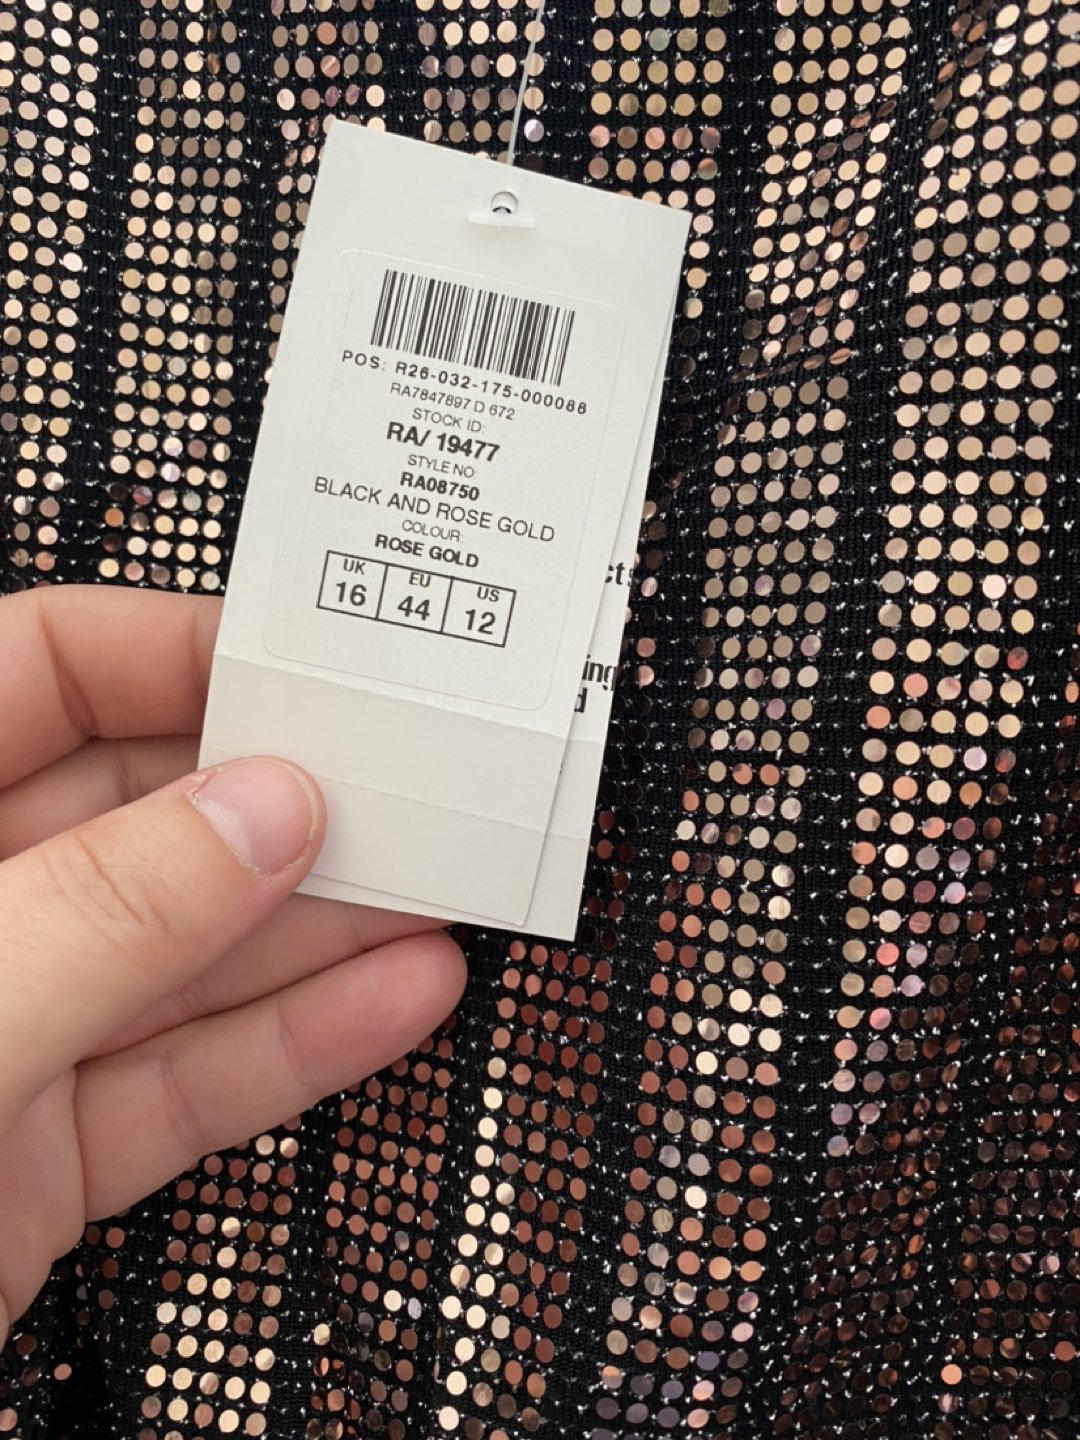 POS: R26-032-175-000088
RA7847897 D 672
STOCK ID:
RA/ 19477
STYLE NO:
RA08750
BLACK AND ROSE GOLD
COLOUR:
ROSE GOLD
UK EU US
16 44 12